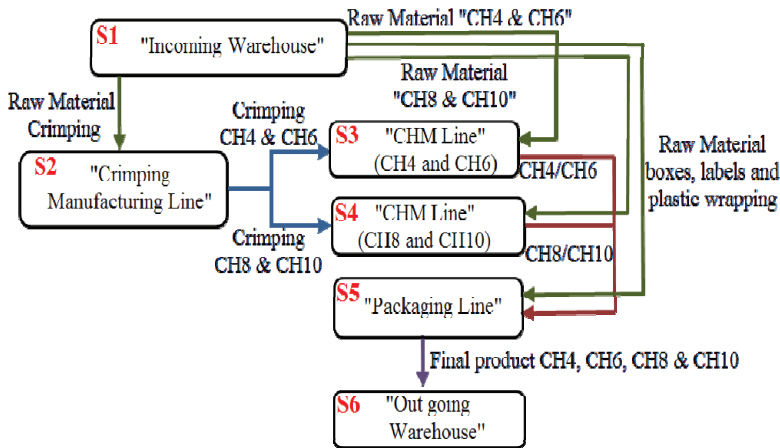 S1
"Incoming Warehouse"
Raw Material "CH4 & CH6"
Raw Material
"CH8 & CH10"
Raw Material
Crimping
Crimping
CH4 & CH6
S2
"Crimping
Manufacturing Line"
S3
"CHM Line"
(CH4 and CH6)
CH4/CH6
Raw Material
boxes, labels and
plastic wrapping
Crimping
CH8 & CH10
S4
"CHM Line"
(CH8 and CH10)
CH8/CH10
S5
"Packaging Line"
Final product CH4, CH6, CH8 & CH10
S6
"Out going
Warehouse"